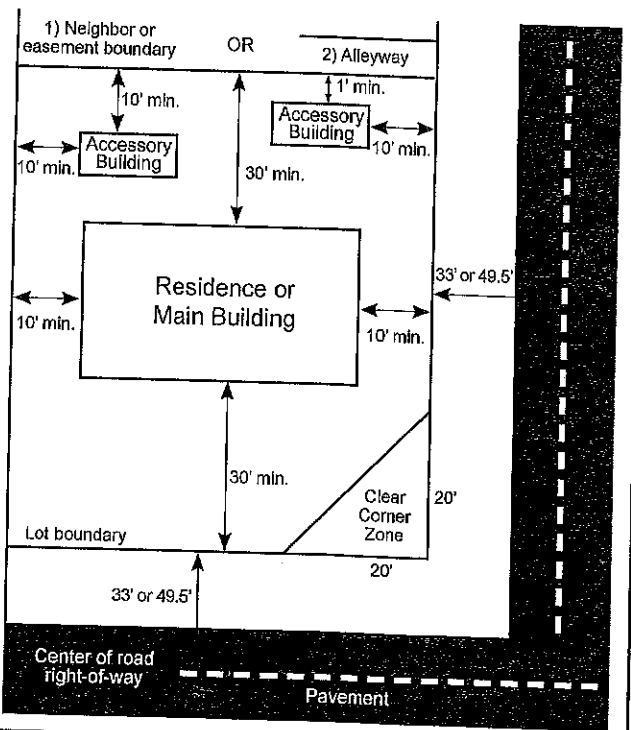 1) Neighbor or
easement boundary
OR
2) Alleyway
10' min.
1' min.
Accessory
Building
Accessory
Building
10' min.
10' min.
30' min.
33' or 49.5'
Residence or
Main Building
10' min.
10' min.
30' min.
Clear
Corner
Zone
20'
Lot boundary
20'
33' or 49.5'
Center of road
right-of-way
Pavement